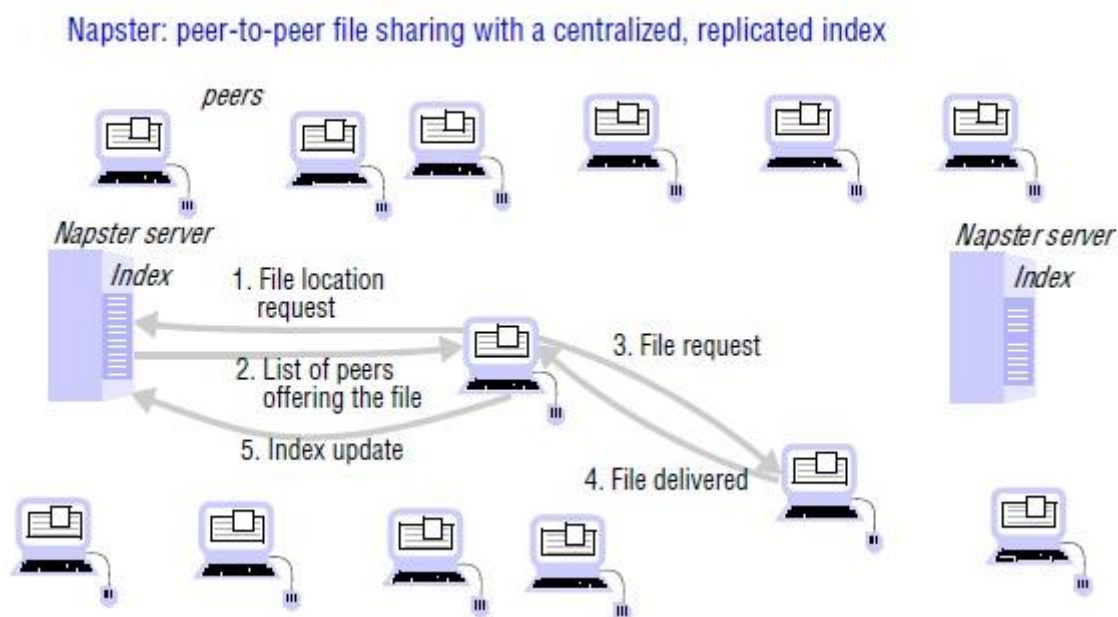 Napster: peer-to-peer file sharing with a centralized, replicated index
peers
Napster server
Index
Napster server
Index
1. File location
request
3. File request
2. List of peers
offering the file
5. Index update
4. File delivered